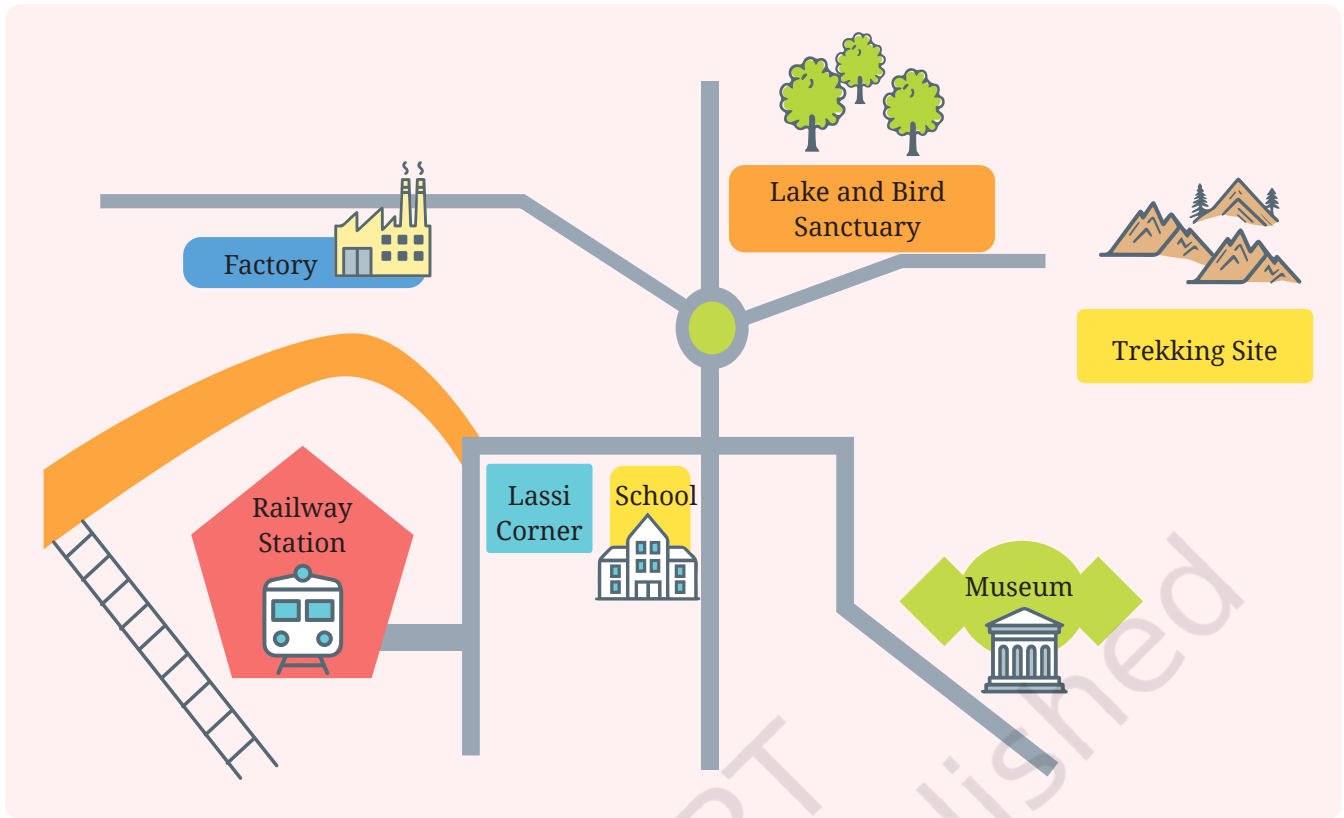 Lake and Bird
Sanctuary
Factory
Trekking Site
Railway
Station
Lassi
Corner
School
Museum